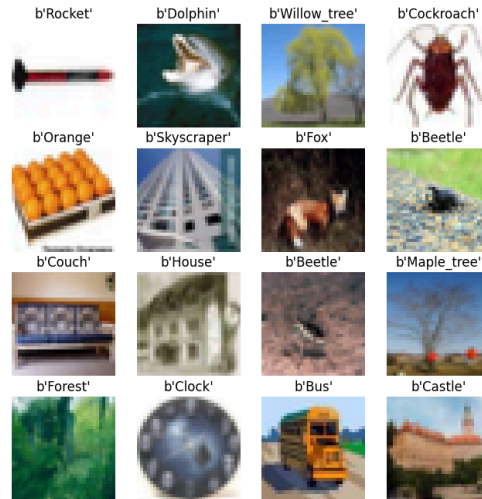 b'Rocket' b'Dolphin' b'Willow_tree' b'Cockroach'
b'Orange' b'Skyscraper' b'Fox' b'Beetle'
b'Couch' b'House' b'Beetle' b'Maple_tree'
b'Forest' b'Clock' b'Bus' b'Castle'